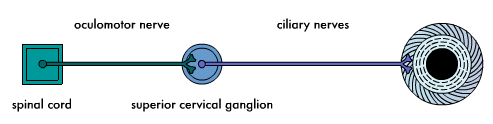 oculomotor nerve
ciliary nerves
spinal cord
superior cervical ganglion